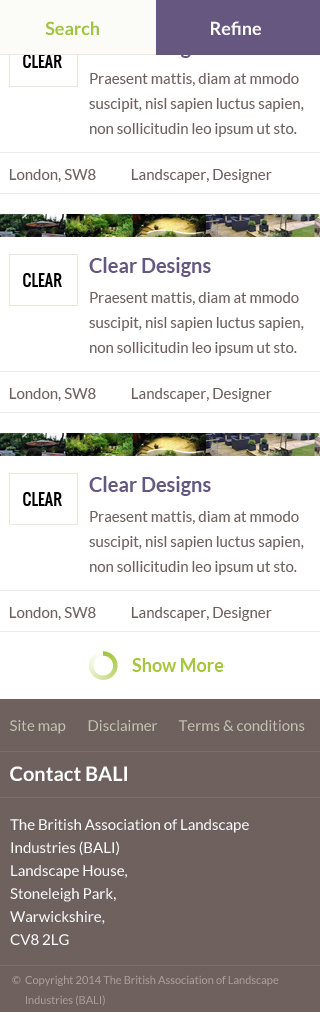 Search Refine
CLEAR
Praesent mattis, diam at mmodo
suscipit, nisl sapien luctus sapien,
non sollicitudin leo ipsum ut sto.
London, SW8 Landscaper, Designer
CLEAR Clear Designs
Praesent mattis, diam at mmodo
suscipit, nisl sapien luctus sapien,
non sollicitudin leo ipsum ut sto.
London, SW8 Landscaper, Designer
CLEAR Clear Designs
Praesent mattis, diam at mmodo
suscipit, nisl sapien luctus sapien,
non sollicitudin leo ipsum ut sto.
London, SW8 Landscaper, Designer
Show More
Site map Disclaimer Terms & conditions
Contact BALI
The British Association of Landscape
Industries (BALI)
Landscape House,
Stoneleigh Park,
Warwickshire,
CV8 2LG
© Copyright 2014 The British Association of Landscape
Industries (BALI)